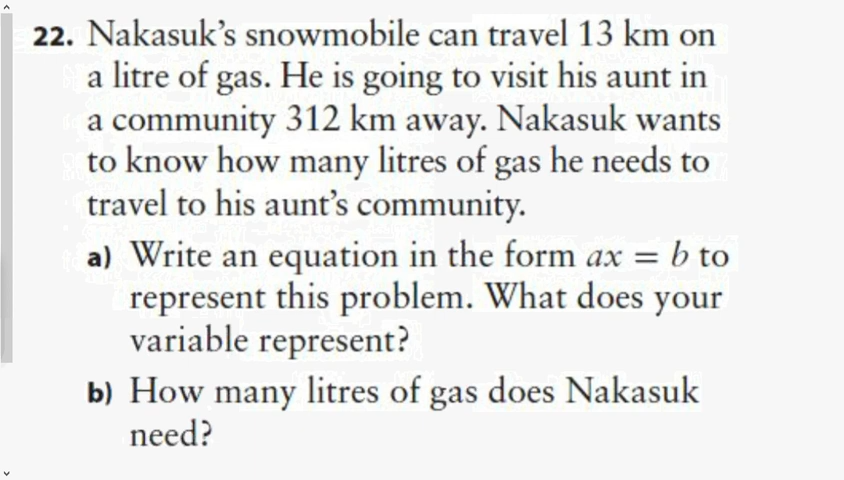 22. Nakasuk’s snowmobile can travel 13 km on
a litre of gas. He is going to visit his aunt in
a community 312 km away. Nakasuk wants
to know how many litres of gas he needs to
travel to his aunt’s community.
a) Write an equation in the form ax = b to
represent this problem. What does your
variable represent?
b) How many litres of gas does Nakasuk
need?